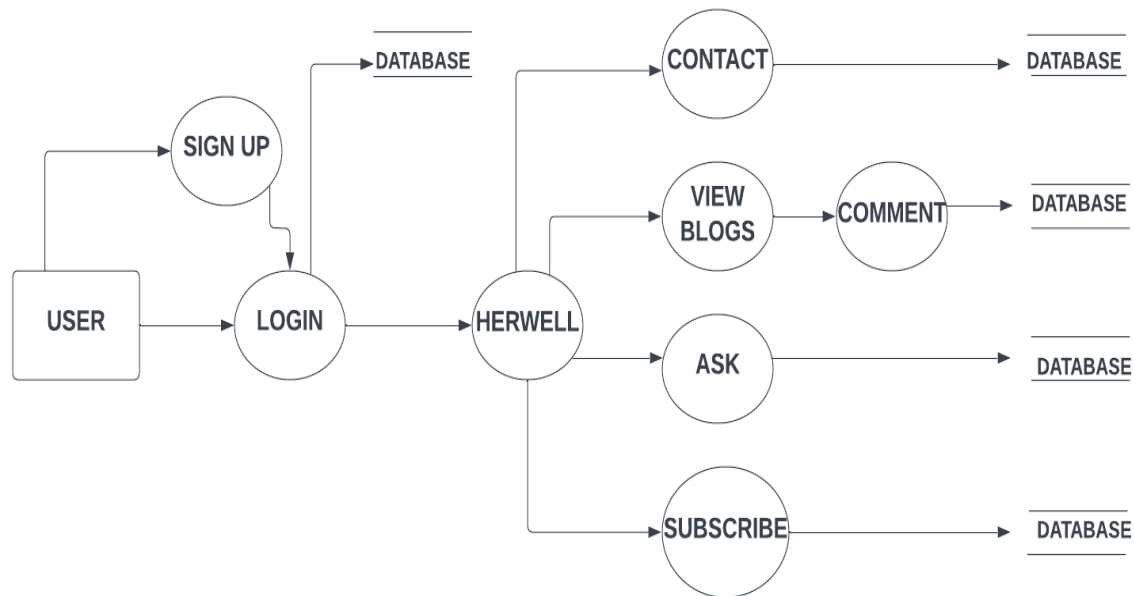 DATABASE
CONTACT
DATABASE
SIGN UP
VIEW
BLOGS
COMMENT
DATABASE
USER
LOGIN
HERWELL
ASK
DATABASE
SUBSCRIBE
DATABASE